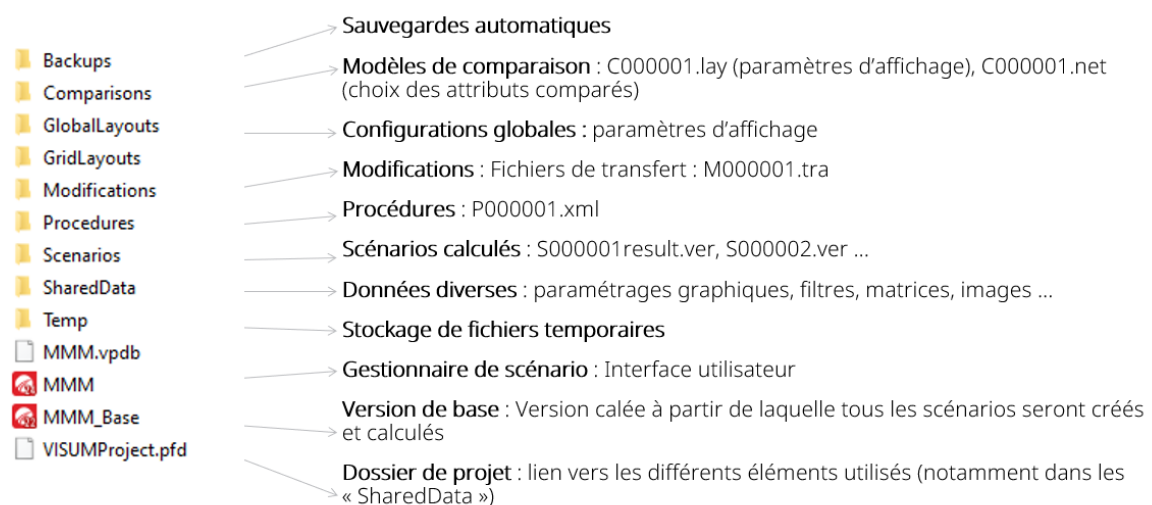 Backups
Comparisons
GlobalLayouts
GridLayouts
Modifications
Procedures
Scenarios
SharedData
Temp
MMM.vpdb
MMM
MMM_Base
VISUMProject.pfd
Sauvegardes automatiques
Modèles de comparaison : C000001.lay (paramètres d’affichage), C000001.net
(choix des attributs comparés)
Configurations globales : paramètres d’affichage
Modifications : Fichiers de transfert : M000001.tra
Procédures : P000001.xml
Scénarios calculés : S000001result.ver, S000002.ver ...
Données diverses : paramétrages graphiques, filtres, matrices, images ...
Stockage de fichiers temporaires
Gestionnaire de scénario : Interface utilisateur
Version de base : Version calée à partir de laquelle tous les scénarios seront créés
et calculés
Dossier de projet : lien vers les différents éléments utilisés (notamment dans les
« SharedData »)